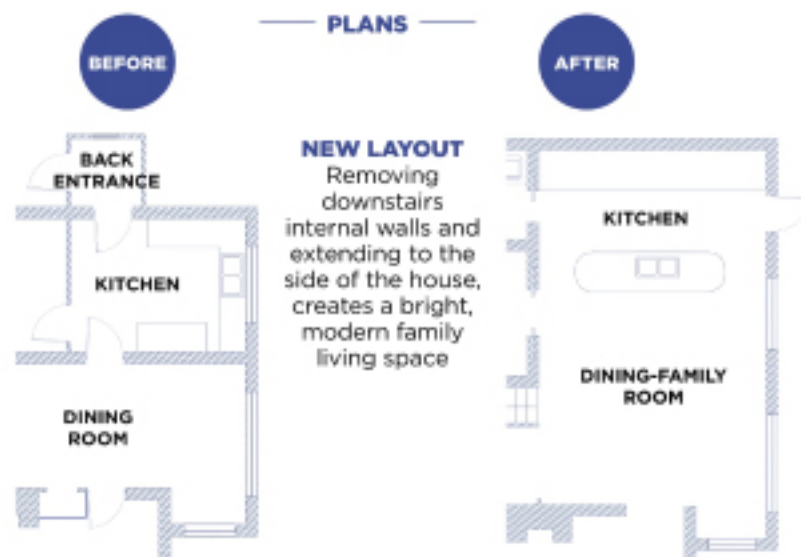 PLANS
BEFORE
AFTER
BACK
ENTRANCE
KITCHEN
DINING
ROOM
NEW LAYOUT
Removing
downstairs
internal walls and
extending to the
side of the house,
creates a bright,
modern family
living space
KITCHEN
DINING-FAMILY
ROOM